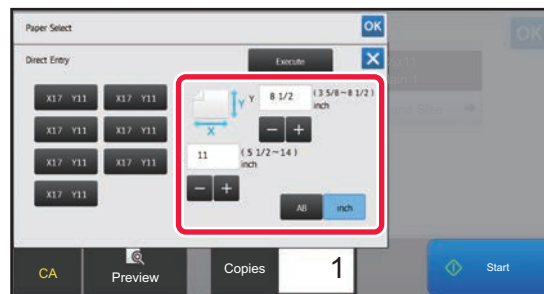 Paper Select
OK
OK
Direct Entry
Execute
X17 Y11
X17 Y11
X17 Y11
X17 Y11
X17 Y11
X17 Y11
X17 Y11
Y
X
Y
8 1/2
(3 5/8~8 1/2)
inch
11
(5 1/2~14)
inch
AB
inch
CA
Preview
Copies
1
Start